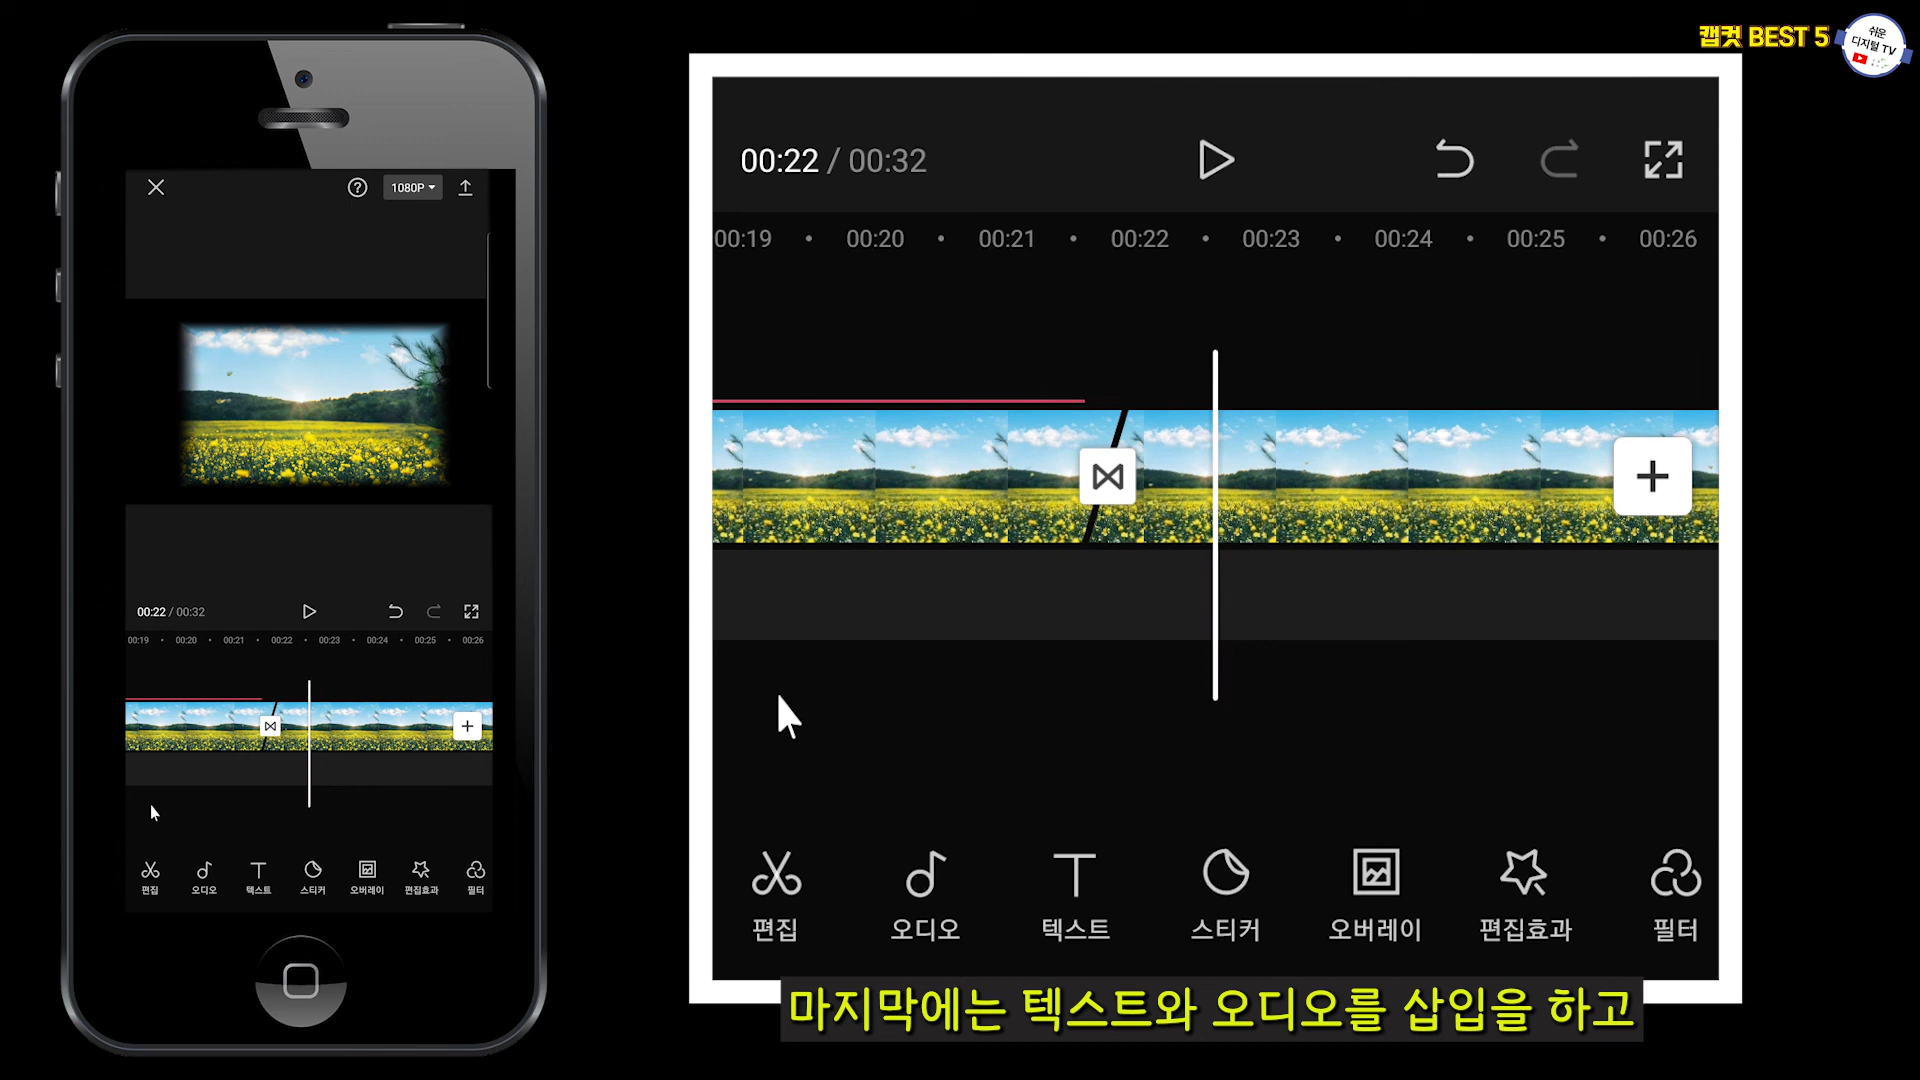 캡컷 BEST 5
쉬운
디지털 TV
1080P
00:22 / 00:32
00:19 00:20 00:21 00:22 00:23 00:24 00:25 00:26
편집 오디오 텍스트 스티커 오버레이 편집효과 필터
00:22 / 00:32
00:19 00:20 00:21 00:22 00:23 00:24 00:25 00:26
편집 오디오 텍스트 스티커 오버레이 편집효과 필터
마지막에는 텍스트와 오디오를 삽입을 하고